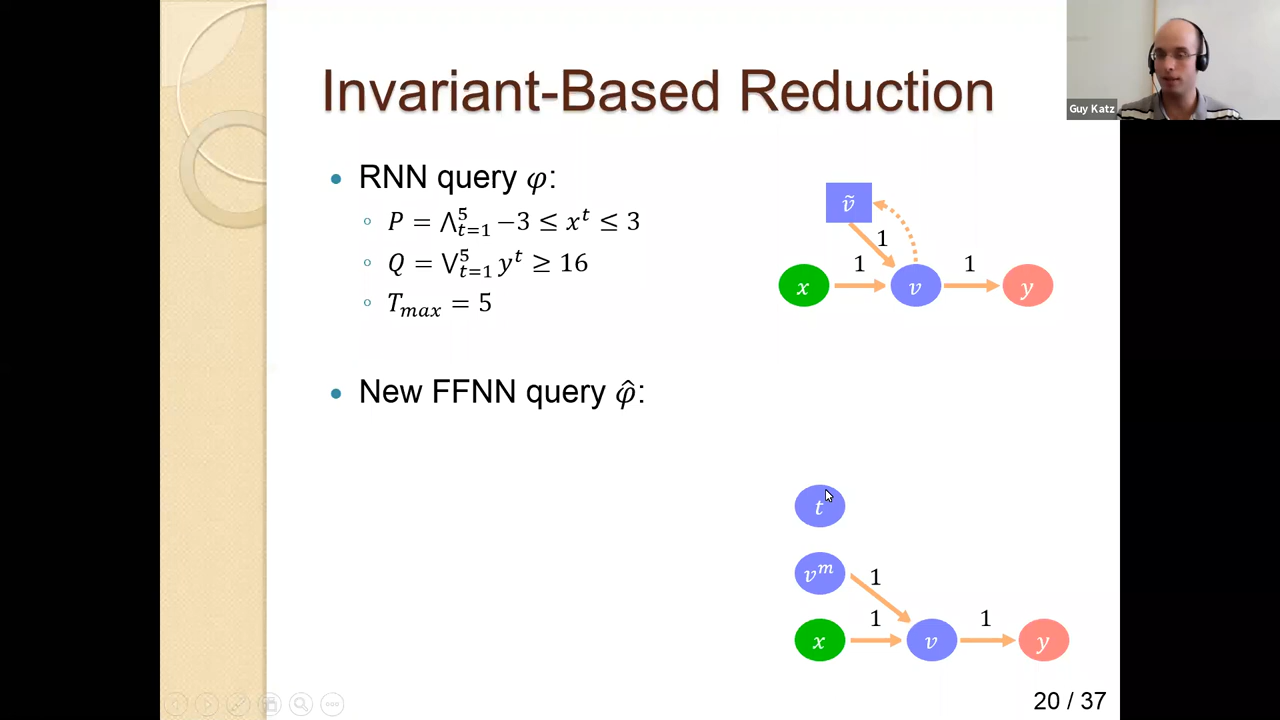 Invariant-Based Reduction
Guy Katz
RNN query φ:
P = ⋀⁵ₜ₌₁ −3 ≤ xᵗ ≤ 3
Q = ⋁⁵ₜ₌₁ yᵗ ≥ 16
Tₘₐₓ = 5
ṽ
1
1
1
x
v
y
New FFNN query φ̂:
t
vᵐ
1
1
1
x
v
y
20 / 37